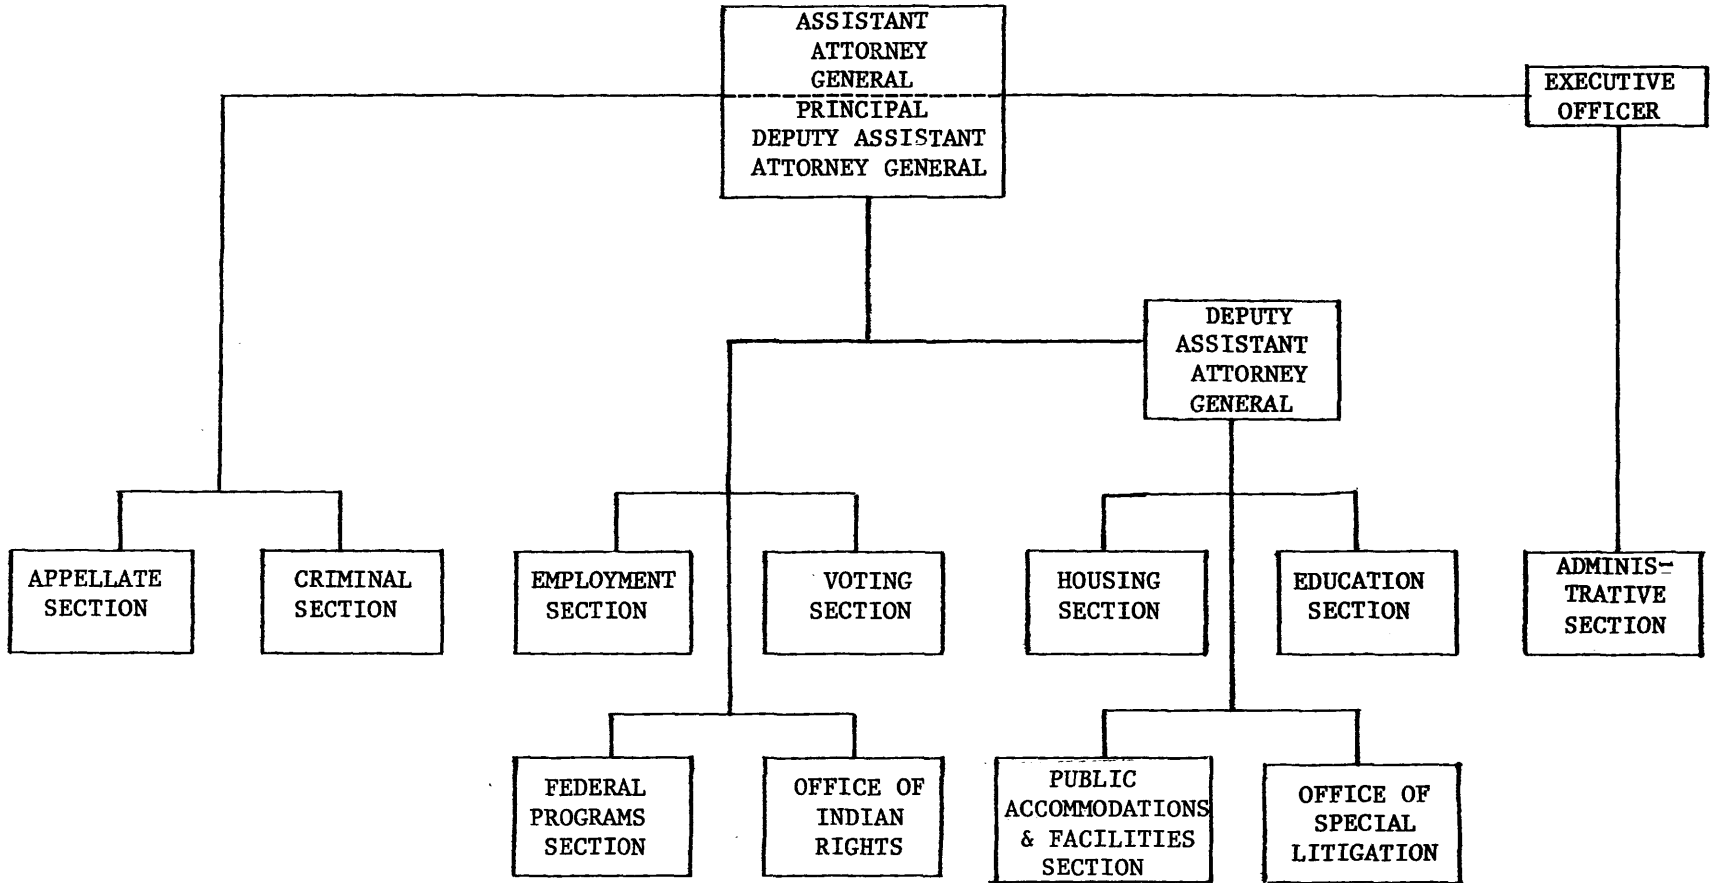 ASSISTANT
ATTORNEY
GENERAL
PRINCIPAL
DEPUTY ASSISTANT
ATTORNEY GENERAL
EXECUTIVE
OFFICER
DEPUTY
ASSISTANT
ATTORNEY
GENERAL
APPELLATE
SECTION
CRIMINAL
SECTION
EMPLOYMENT
SECTION
VOTING
SECTION
HOUSING
SECTION
EDUCATION
SECTION
ADMINIS-
TRATIVE
SECTION
FEDERAL
PROGRAMS
SECTION
OFFICE OF
INDIAN
RIGHTS
PUBLIC
ACCOMMODATIONS
& FACILITIES
SECTION
OFFICE OF
SPECIAL
LITIGATION